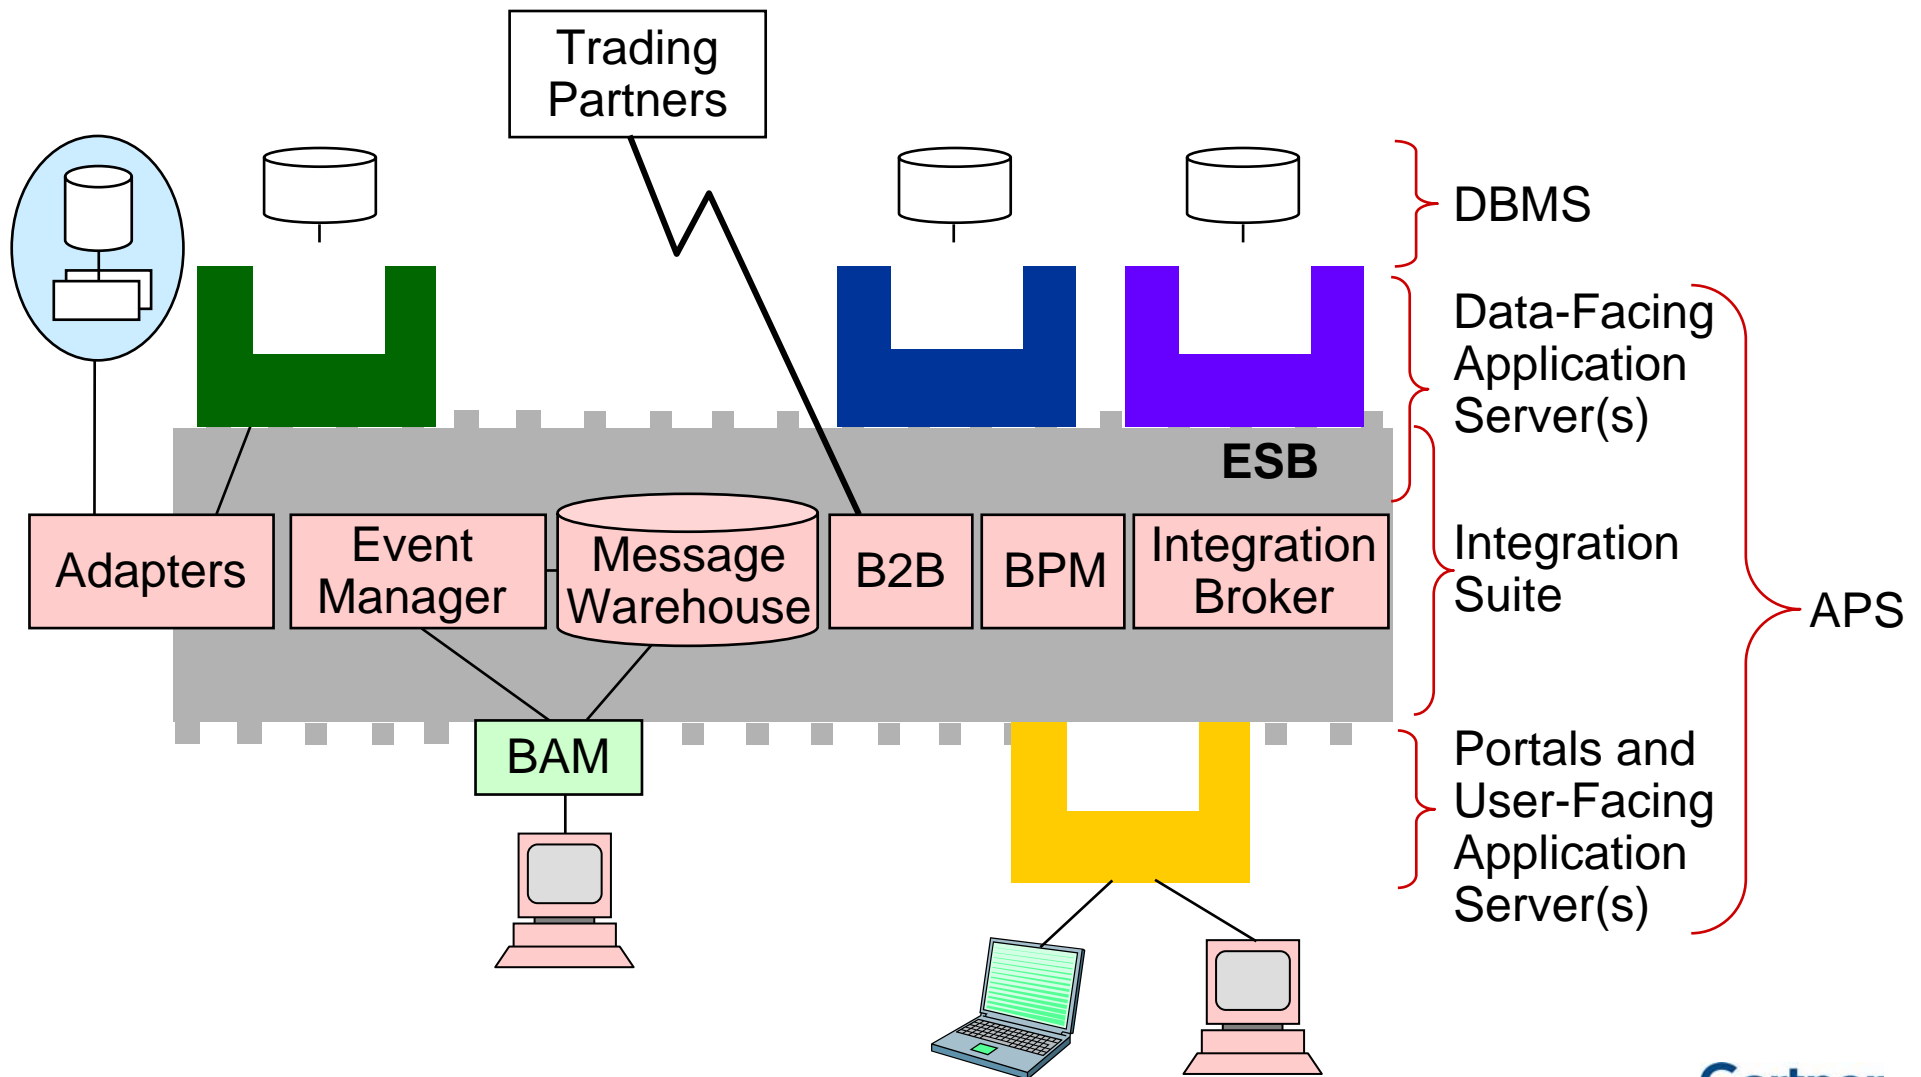 Trading
Partners
DBMS
Data-Facing
Application
Server(s)
ESB
Adapters
Event
Manager
Message
Warehouse
B2B
BPM
Integration
Broker
Integration
Suite
APS
BAM
Portals and
User-Facing
Application
Server(s)